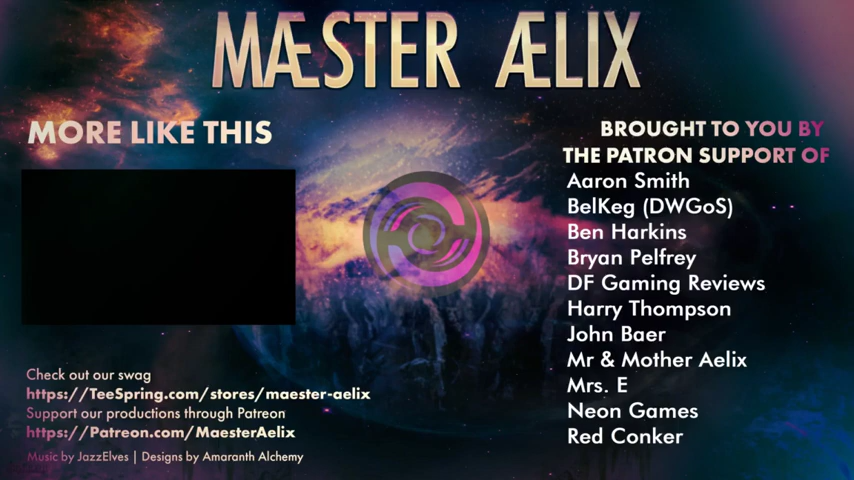 MÆSTER ÆLIX
MORE LIKE THIS
Check out our swag
https://TeeSpring.com/stores/maester-aelix
Support our productions through Patreon
https://Patreon.com/MaesterAelix
Music by JazzElves | Designs by Amaranth Alchemy
BROUGHT TO YOU BY
THE PATRON SUPPORT OF
Aaron Smith
BelKeg (DWGoS)
Ben Harkins
Bryan Pelfrey
DF Gaming Reviews
Harry Thompson
John Baer
Mr & Mother Aelix
Mrs. E
Neon Games
Red Conker